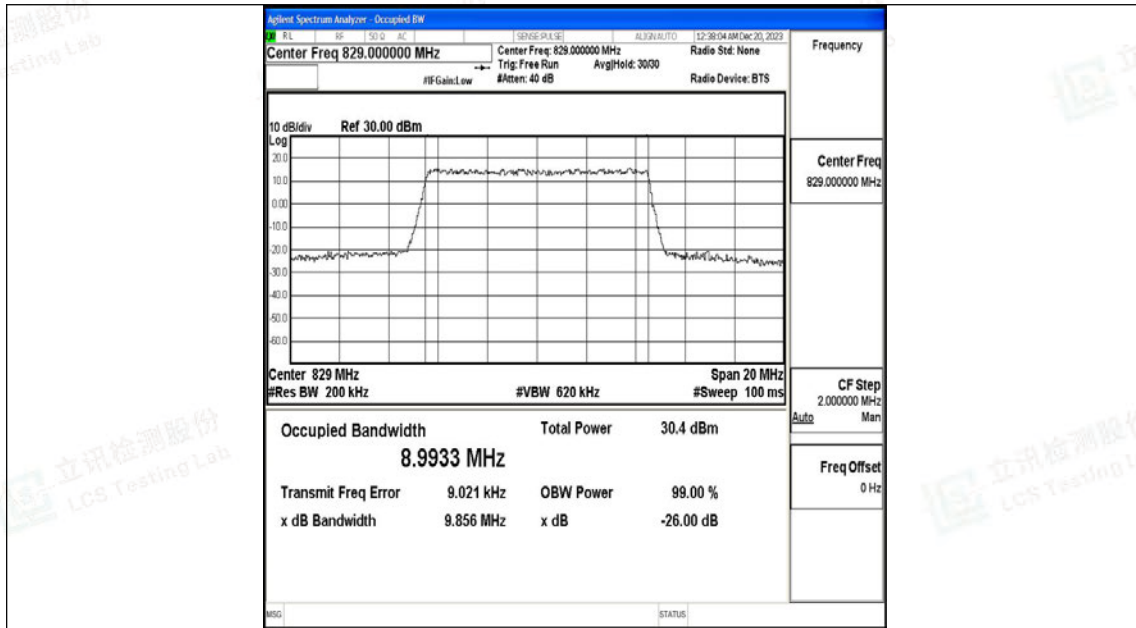 Agilent Spectrum Analyzer - Occupied BW
RL RF 50 Ω AC SENSE:PULSE ALIGNAUTO 12:38:04 AM Dec 20, 2023
Center Freq 829.000000 MHz
Center Freq: 829.000000 MHz
Radio Std: None
Trig: Free Run Avg|Hold: 30/30
#IFGain:Low
#Atten: 40 dB
Radio Device: BTS
10 dB/div Ref 30.00 dBm
Log
20.0
10.0
0.00
-10.0
-20.0
-30.0
-40.0
-50.0
-60.0
Center 829 MHz
Span 20 MHz
#Res BW 200 kHz
#VBW 620 kHz
#Sweep 100 ms
Occupied Bandwidth
Total Power 30.4 dBm
8.9933 MHz
Transmit Freq Error 9.021 kHz
OBW Power 99.00 %
x dB Bandwidth 9.856 MHz
x dB -26.00 dB
MSG
STATUS
Frequency
Center Freq
829.000000 MHz
CF Step
2.000000 MHz
Auto Man
Freq Offset
0 Hz
立讯检测股份
LCS Testing Lab